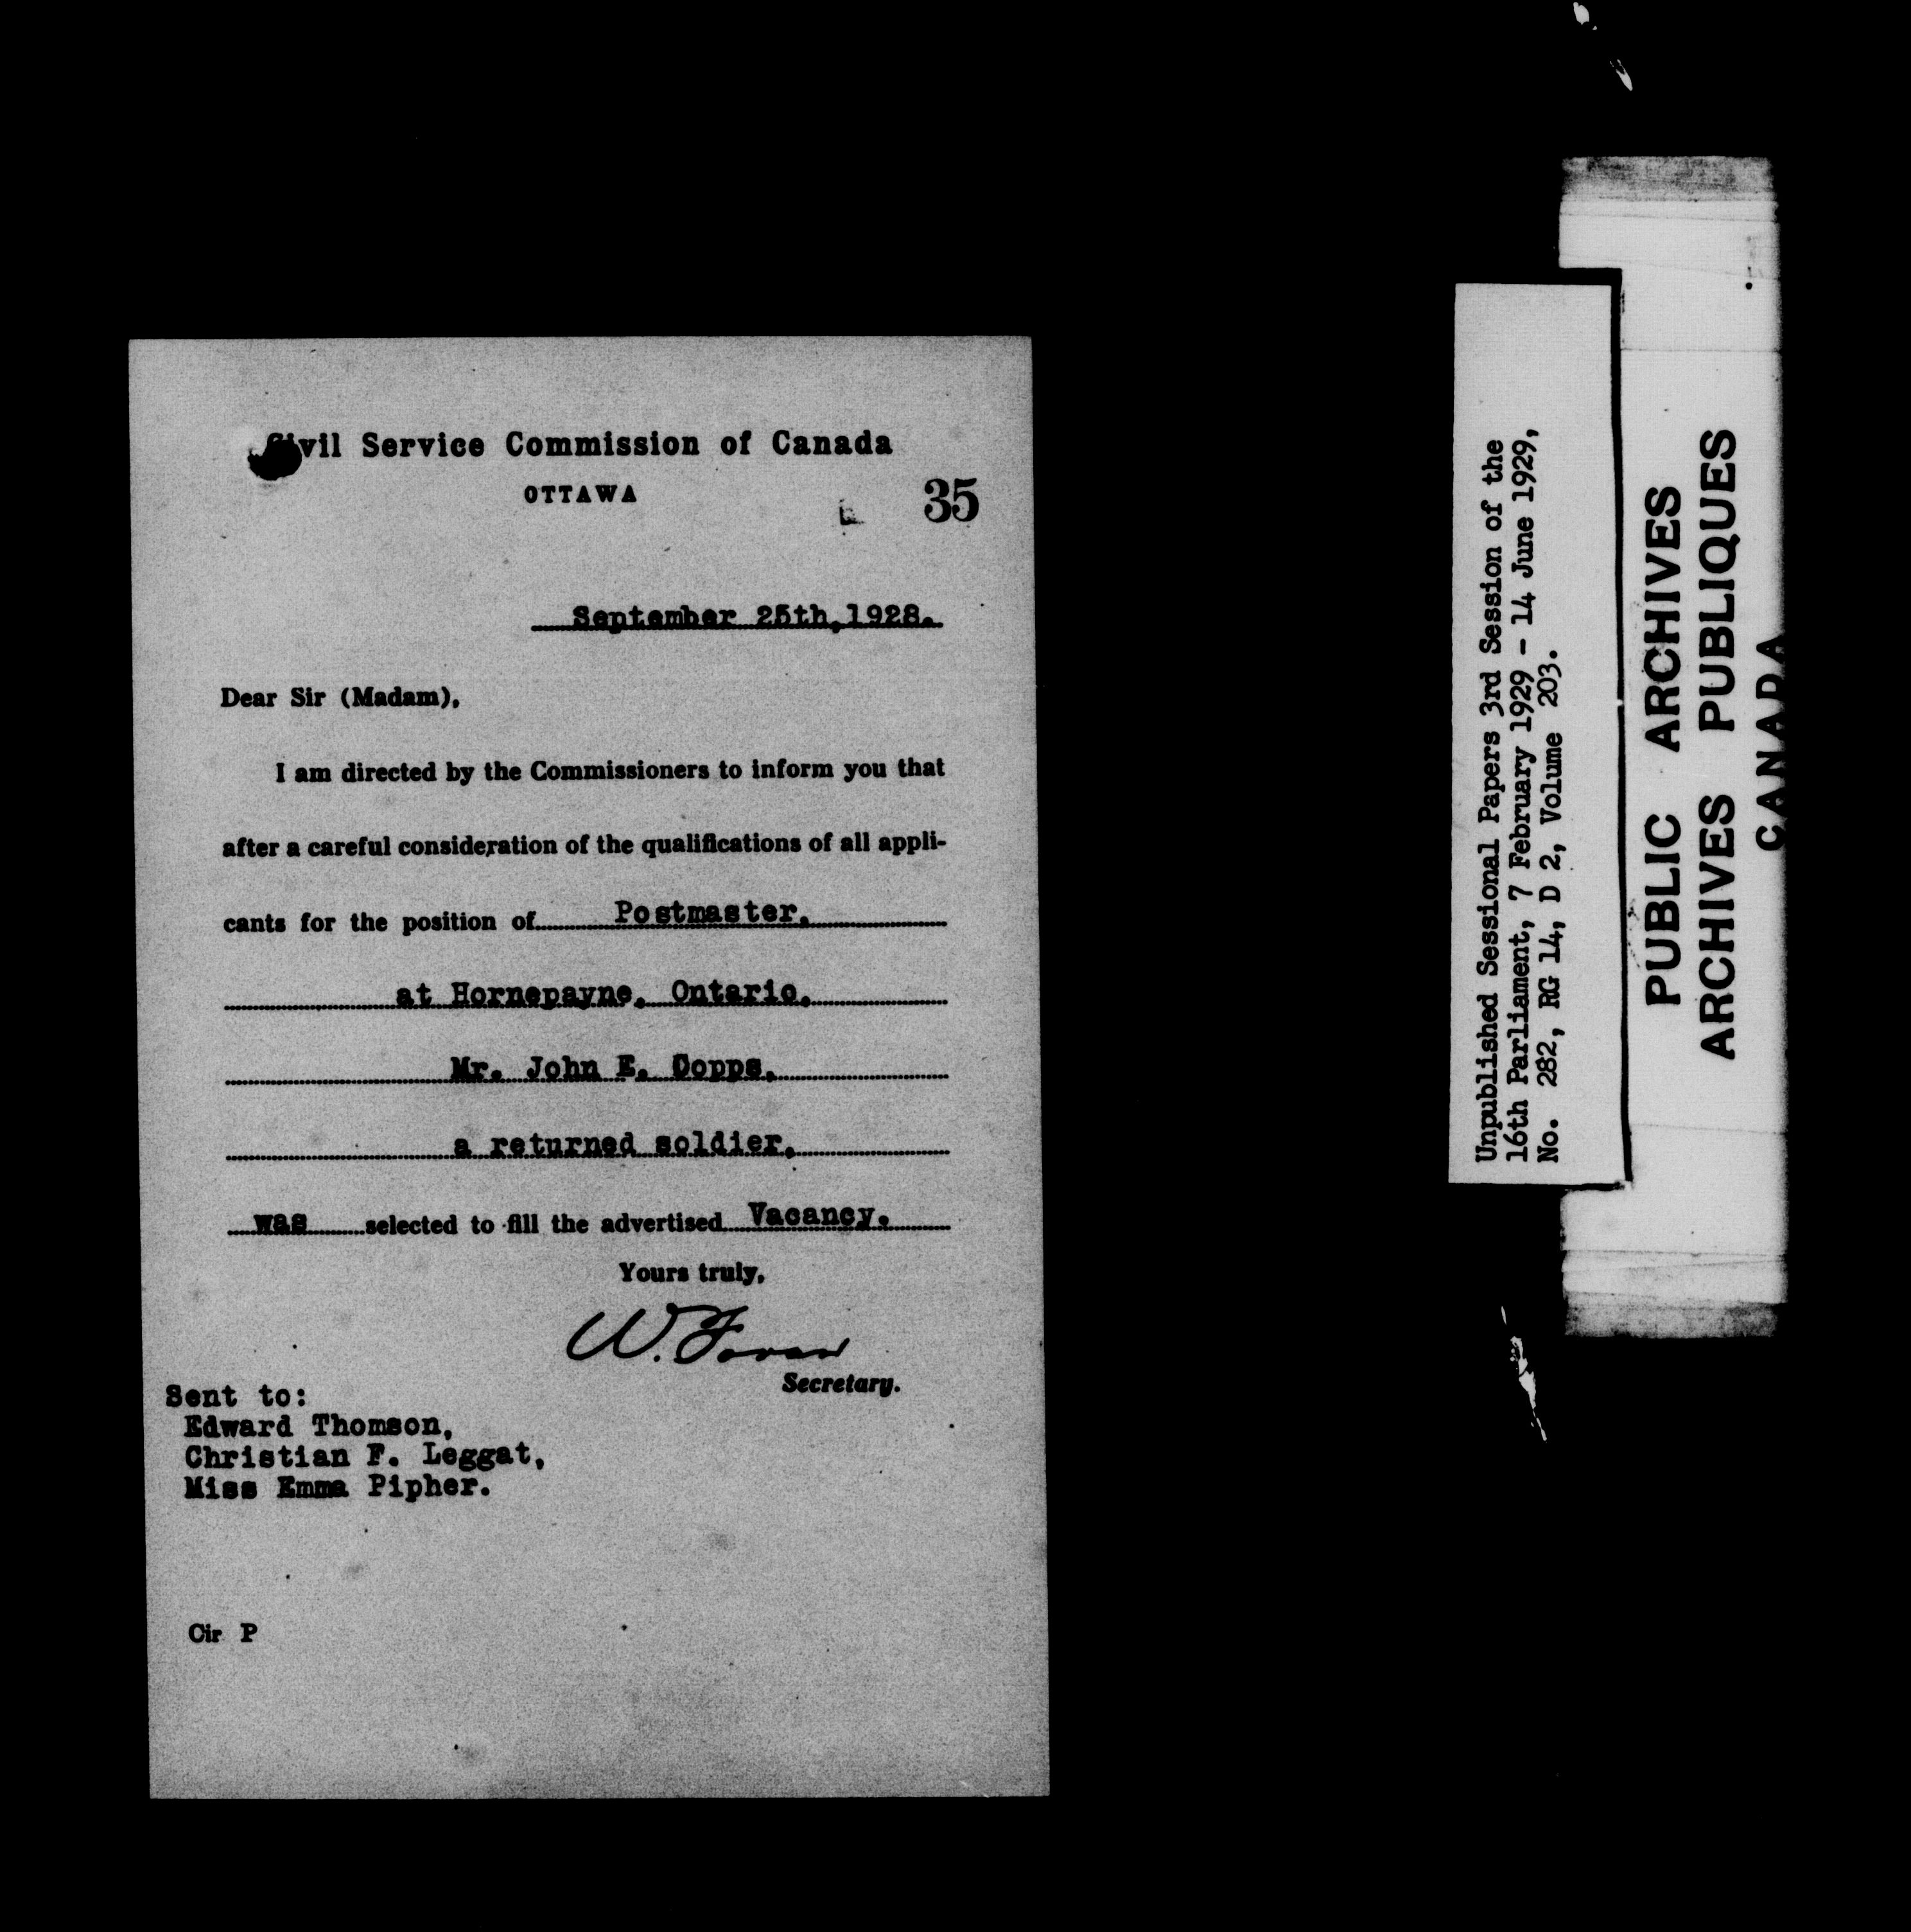 Civil Service Commission of Canada
OTTAWA
35
September 25th, 1928.
Dear Sir (Madam),
I am directed by the Commissioners to inform you that
after a careful consideration of the qualifications of all appli-
cants for the position of Postmaster,
at Hornepayne, Ontario,
Mr. John E. Copps,
a returned soldier,
was selected to fill the advertised Vacancy.
Yours truly,
W. Foran
Secretary.
Sent to:
Edward Thomson,
Christian F. Leggat,
Miss Emma Pipher.
Cir P
Unpublished Sessional Papers 3rd Session of the
16th Parliament, 7 February 1929 - 14 June 1929,
No. 282, RG 14, D 2, Volume 203.
PUBLIC ARCHIVES
ARCHIVES PUBLIQUES
CANADA